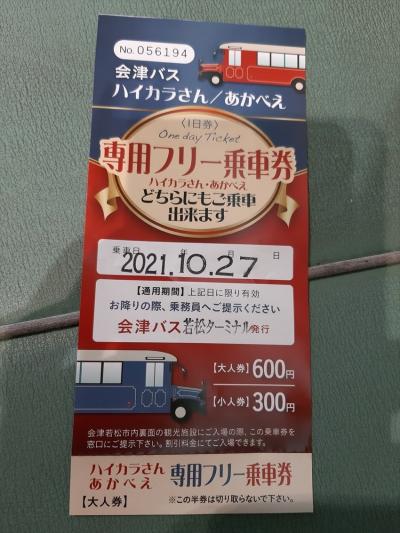 No. 056194
会津バス
ハイカラさん／あかべぇ
〈1日券〉
One day Ticket
専用フリー乗車券
ハイカラさん・あかべぇ
どちらにもご乗車
出来ます
乗車日 年 月 日
2021.10.27
【通用期間】上記日に限り有効
お降りの際、乗務員へご提示ください
会津バス若松ターミナル発行
【大人券】600円
【小人券】300円
会津若松市内裏面の観光施設にご入場の際、この乗車券を
窓口にご提示下さい。割引料金にてご入場できます。
ハイカラさん
あかべぇ
専用フリー乗車券
【大人券】
※この半券は切り取らないで下さい。